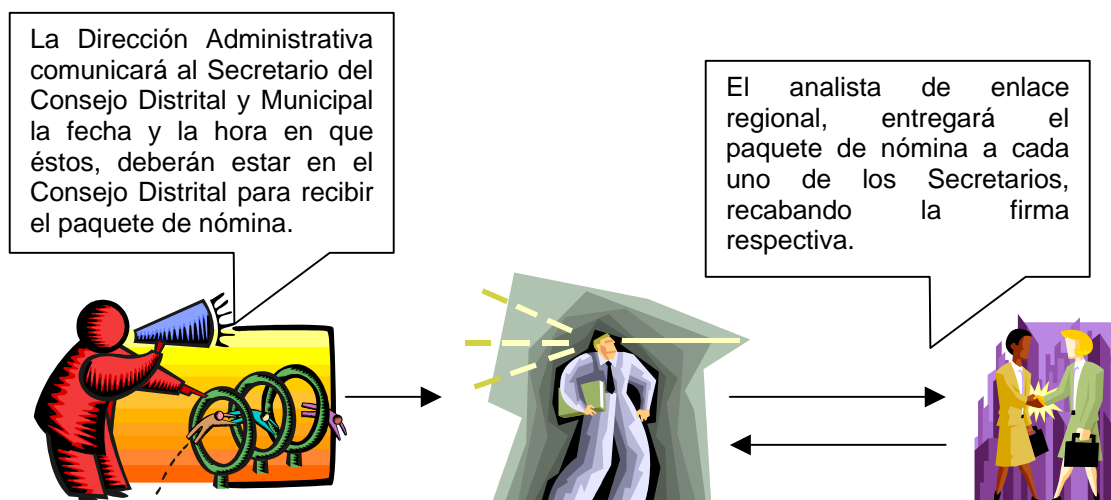 La Dirección Administrativa
comunicará al Secretario del
Consejo Distrital y Municipal
la fecha y la hora en que
éstos, deberán estar en el
Consejo Distrital para recibir
el paquete de nómina.
El analista de enlace
regional, entregará el
paquete de nómina a cada
uno de los Secretarios,
recabando la firma
respectiva.